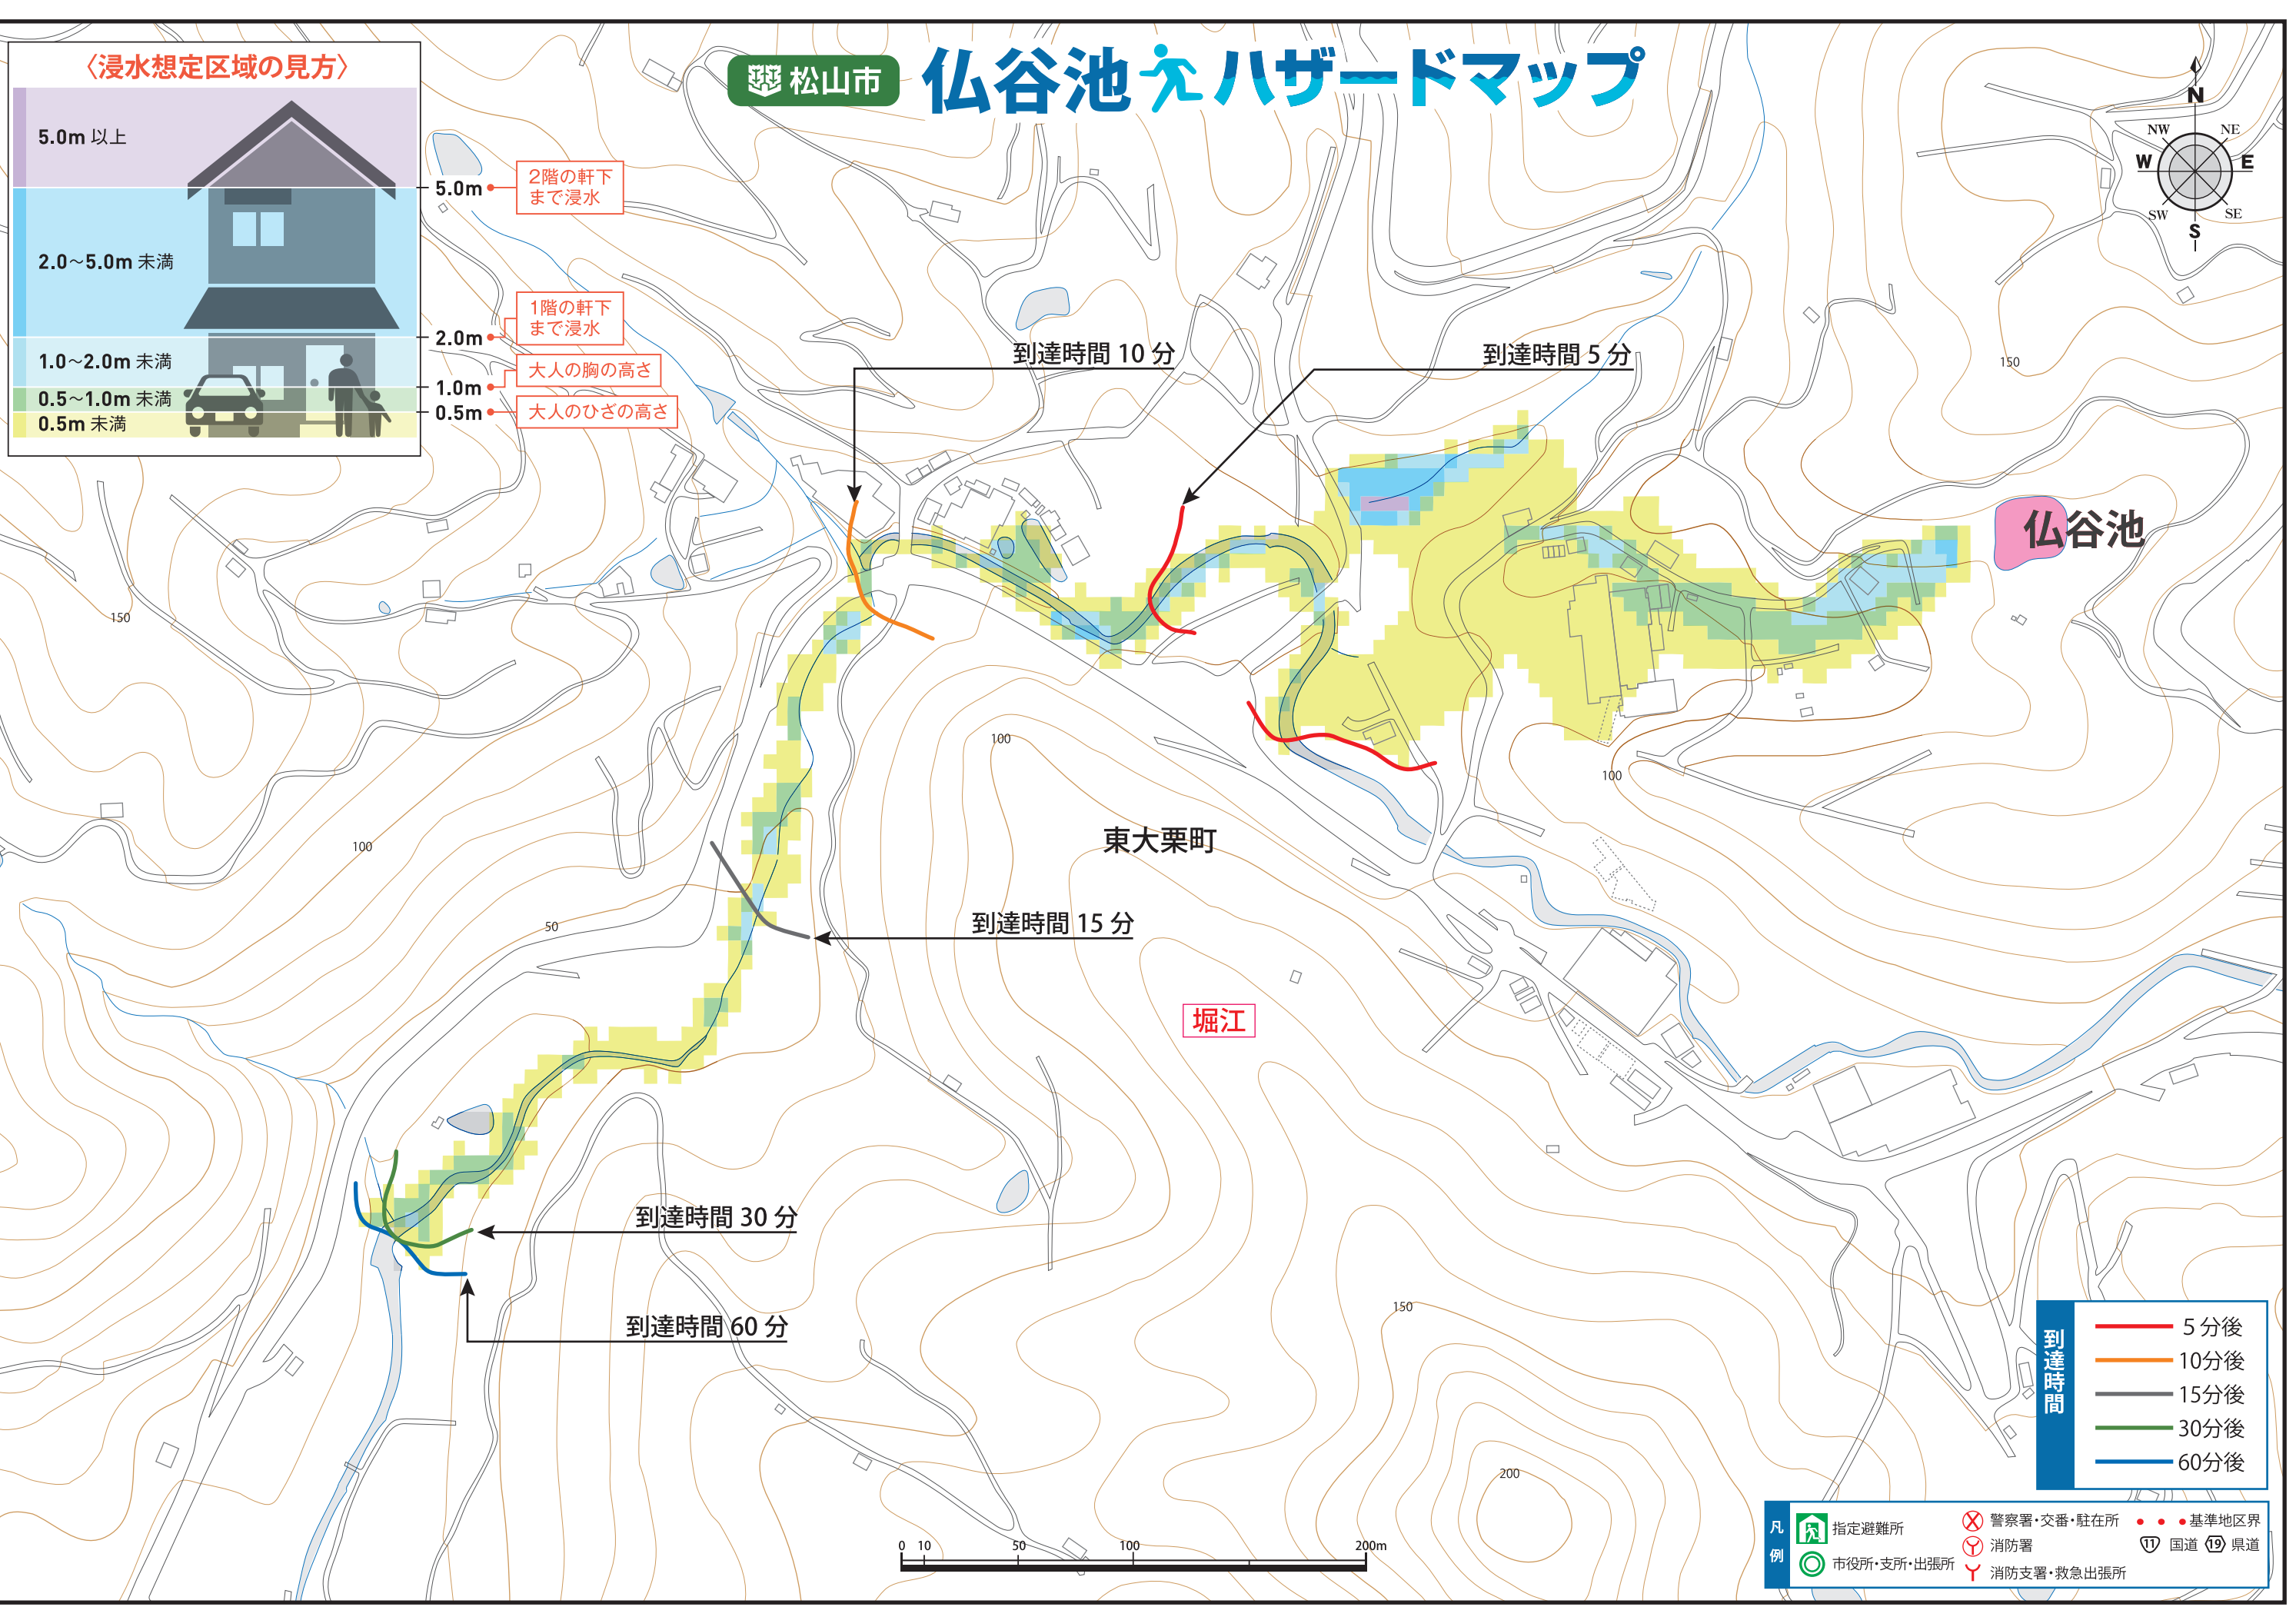 松山市 仏谷池 ハザードマップ
〈浸水想定区域の見方〉
5.0m 以上
2.0～5.0m 未満
1.0～2.0m 未満
0.5～1.0m 未満
0.5m 未満
5.0m
2階の軒下
まで浸水
2.0m
1階の軒下
まで浸水
1.0m
大人の胸の高さ
0.5m
大人のひざの高さ
N
NW
NE
W
E
SW
SE
S
到達時間 10 分
到達時間 5 分
150
仏谷池
150
100
100
東大栗町
100
50
到達時間 15 分
堀江
到達時間 30 分
到達時間 60 分
150
200
到達時間
5 分後
10分後
15分後
30分後
60分後
0 10 50 100 200m
凡例
指定避難所
市役所・支所・出張所
警察署・交番・駐在所
消防署
消防支署・救急出張所
基準地区界
11 国道 19 県道